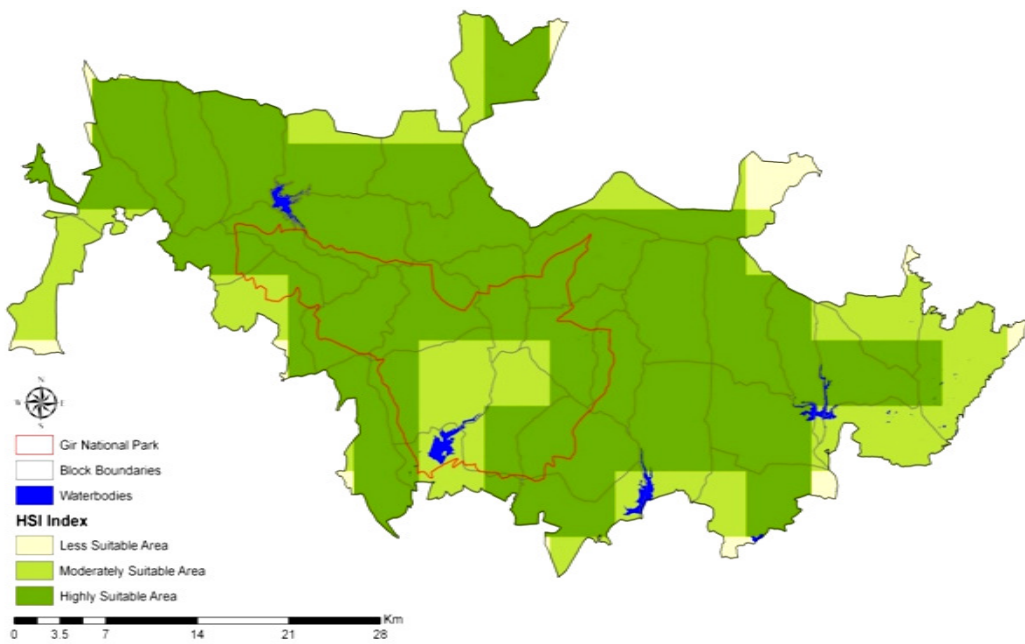 N
W
E
S
Gir National Park
Block Boundaries
Waterbodies
HSI Index
Less Suitable Area
Moderately Suitable Area
Highly Suitable Area
Km
0 3.5 7 14 21 28